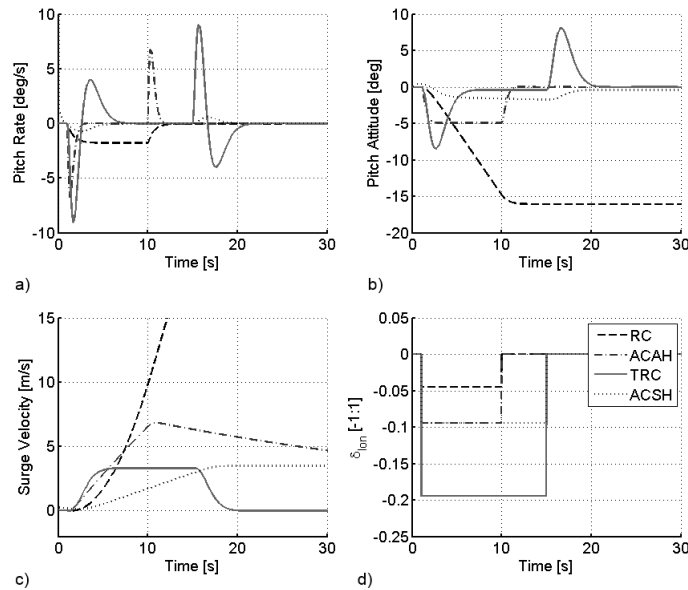 10
5
0
-5
-10
0 10 20 30
Pitch Rate [deg/s]
Time [s]
a)
10
5
0
-5
-10
-15
-20
0 10 20 30
Pitch Attitude [deg]
Time [s]
b)
15
10
5
0
0 10 20 30
Surge Velocity [m/s]
Time [s]
c)
0.05
0
-0.05
-0.1
-0.15
-0.2
-0.25
0 10 20 30
δlon [-1:1]
Time [s]
RC
ACAH
TRC
ACSH
d)